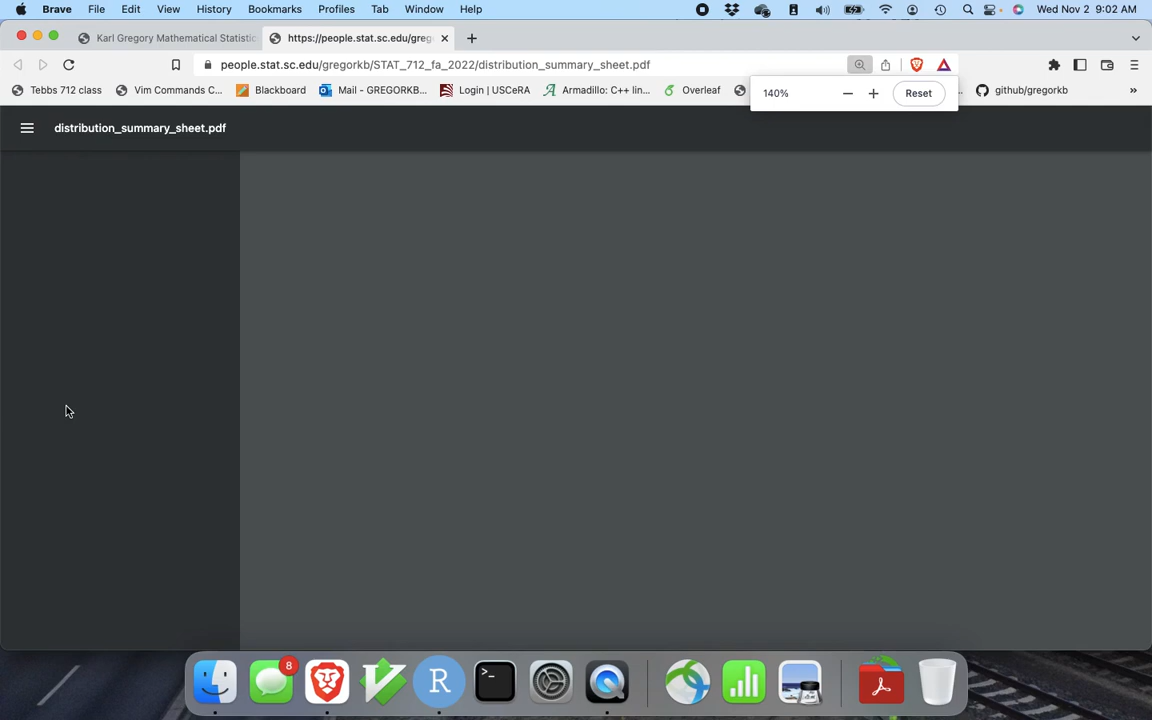 Brave File Edit View History Bookmarks Profiles Tab Window Help Wed Nov 2 9:02 AM
Karl Gregory Mathematical Statistic https://people.stat.sc.edu/greg
people.stat.sc.edu/gregorkb/STAT_712_fa_2022/distribution_summary_sheet.pdf
Tebbs 712 class Vim Commands C... Blackboard Mail - GREGORKB... Login | USCeRA Armadillo: C++ lin... Overleaf github/gregorkb »
140% Reset
distribution_summary_sheet.pdf
8
R
>_